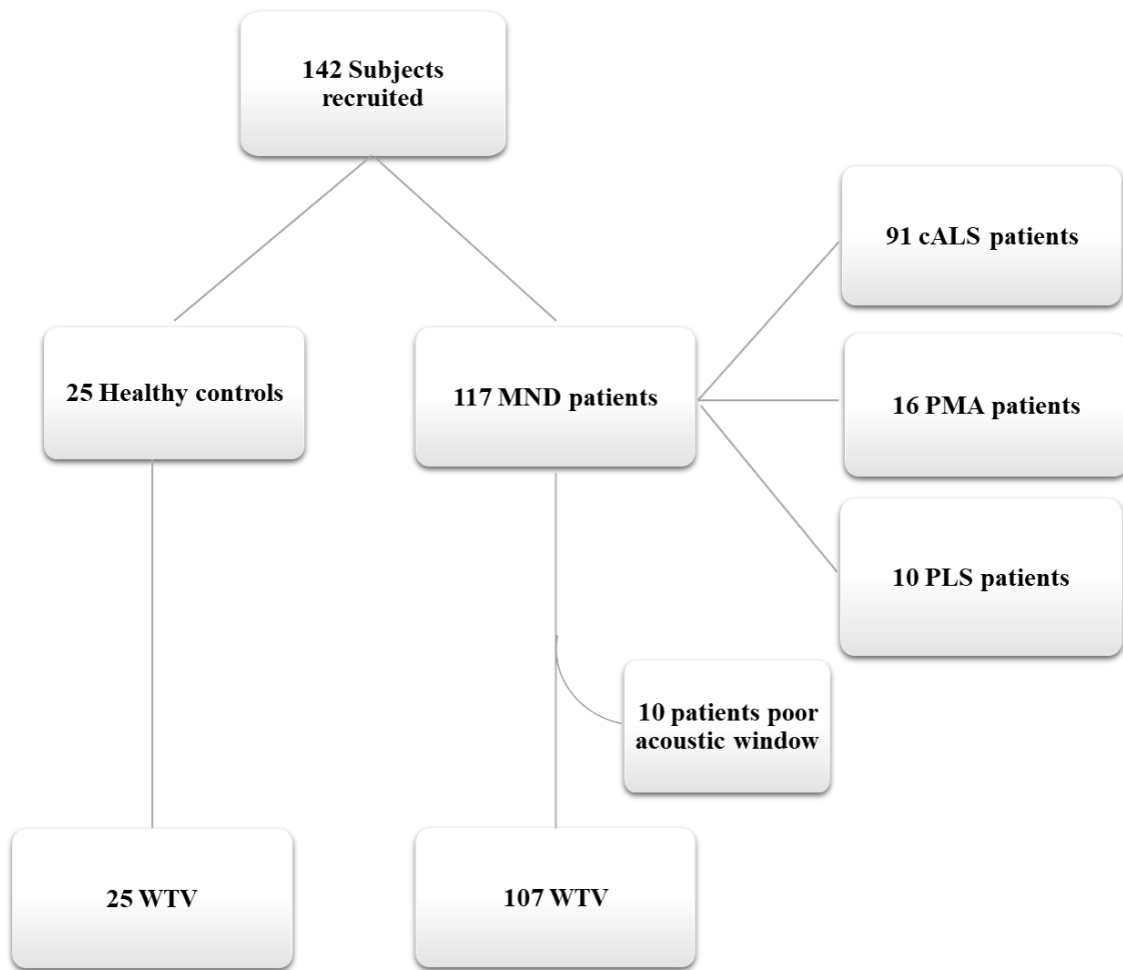 142 Subjects
recruited
91 cALS patients
25 Healthy controls
117 MND patients
16 PMA patients
10 PLS patients
10 patients poor
acoustic window
25 WTV
107 WTV